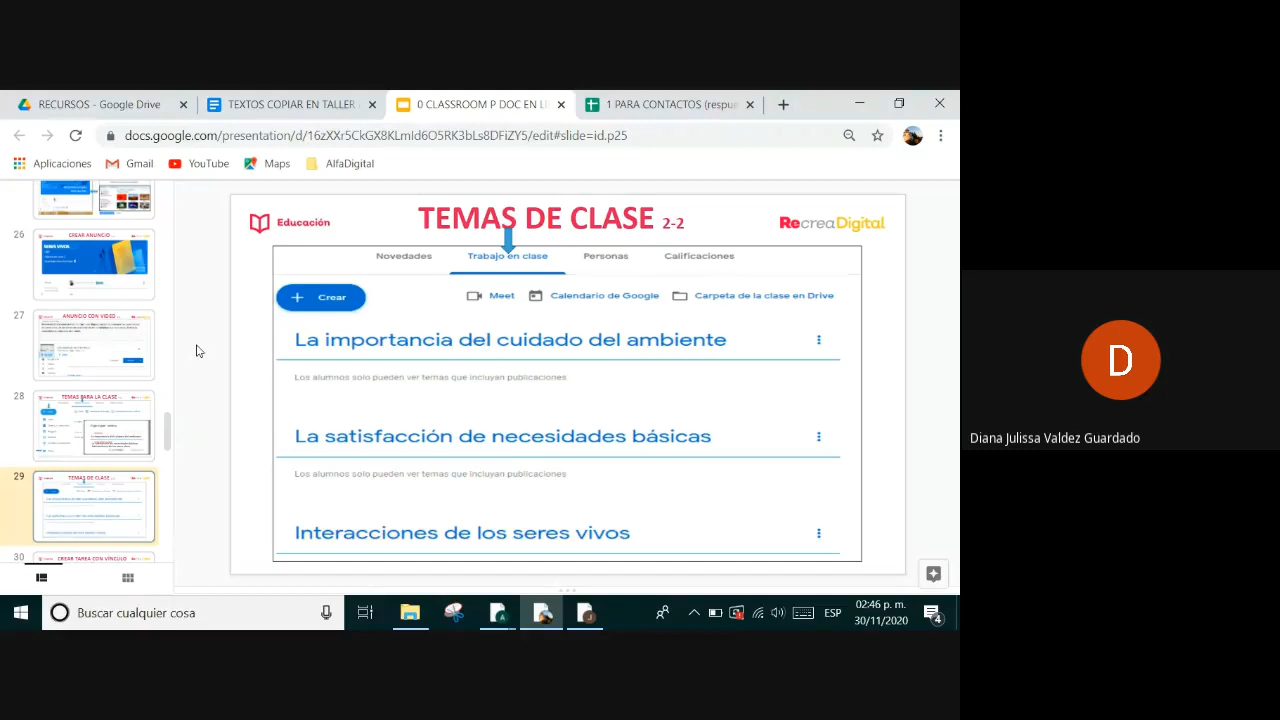 RECURSOS - Google Drive
TEXTOS COPIAR EN TALLER
0 CLASSROOM P DOC EN L
1 PARA CONTACTOS (respu
docs.google.com/presentation/d/16zXXr5CkGX8KLmId6O5RK3bLs8DFiZY5/edit#slide=id.p25
Aplicaciones
Gmail
YouTube
Maps
AlfaDigital
26
CREAR ANUNCIO
SERES VIVOS
27
ANUNCIO CON VIDEO
28
TEMAS PARA LA CLASE
29
TEMAS DE CLASE
30
CREAR TAREA CON VÍNCULO
Educación
TEMAS DE CLASE 2-2
RecreaDigital
Novedades
Trabajo en clase
Personas
Calificaciones
Crear
Meet
Calendario de Google
Carpeta de la clase en Drive
La importancia del cuidado del ambiente
Los alumnos solo pueden ver temas que incluyan publicaciones
La satisfacción de necesidades básicas
Los alumnos solo pueden ver temas que incluyan publicaciones
Interacciones de los seres vivos
D
Diana Julissa Valdez Guardado
Buscar cualquier cosa
ESP
02:46 p. m.
30/11/2020
4